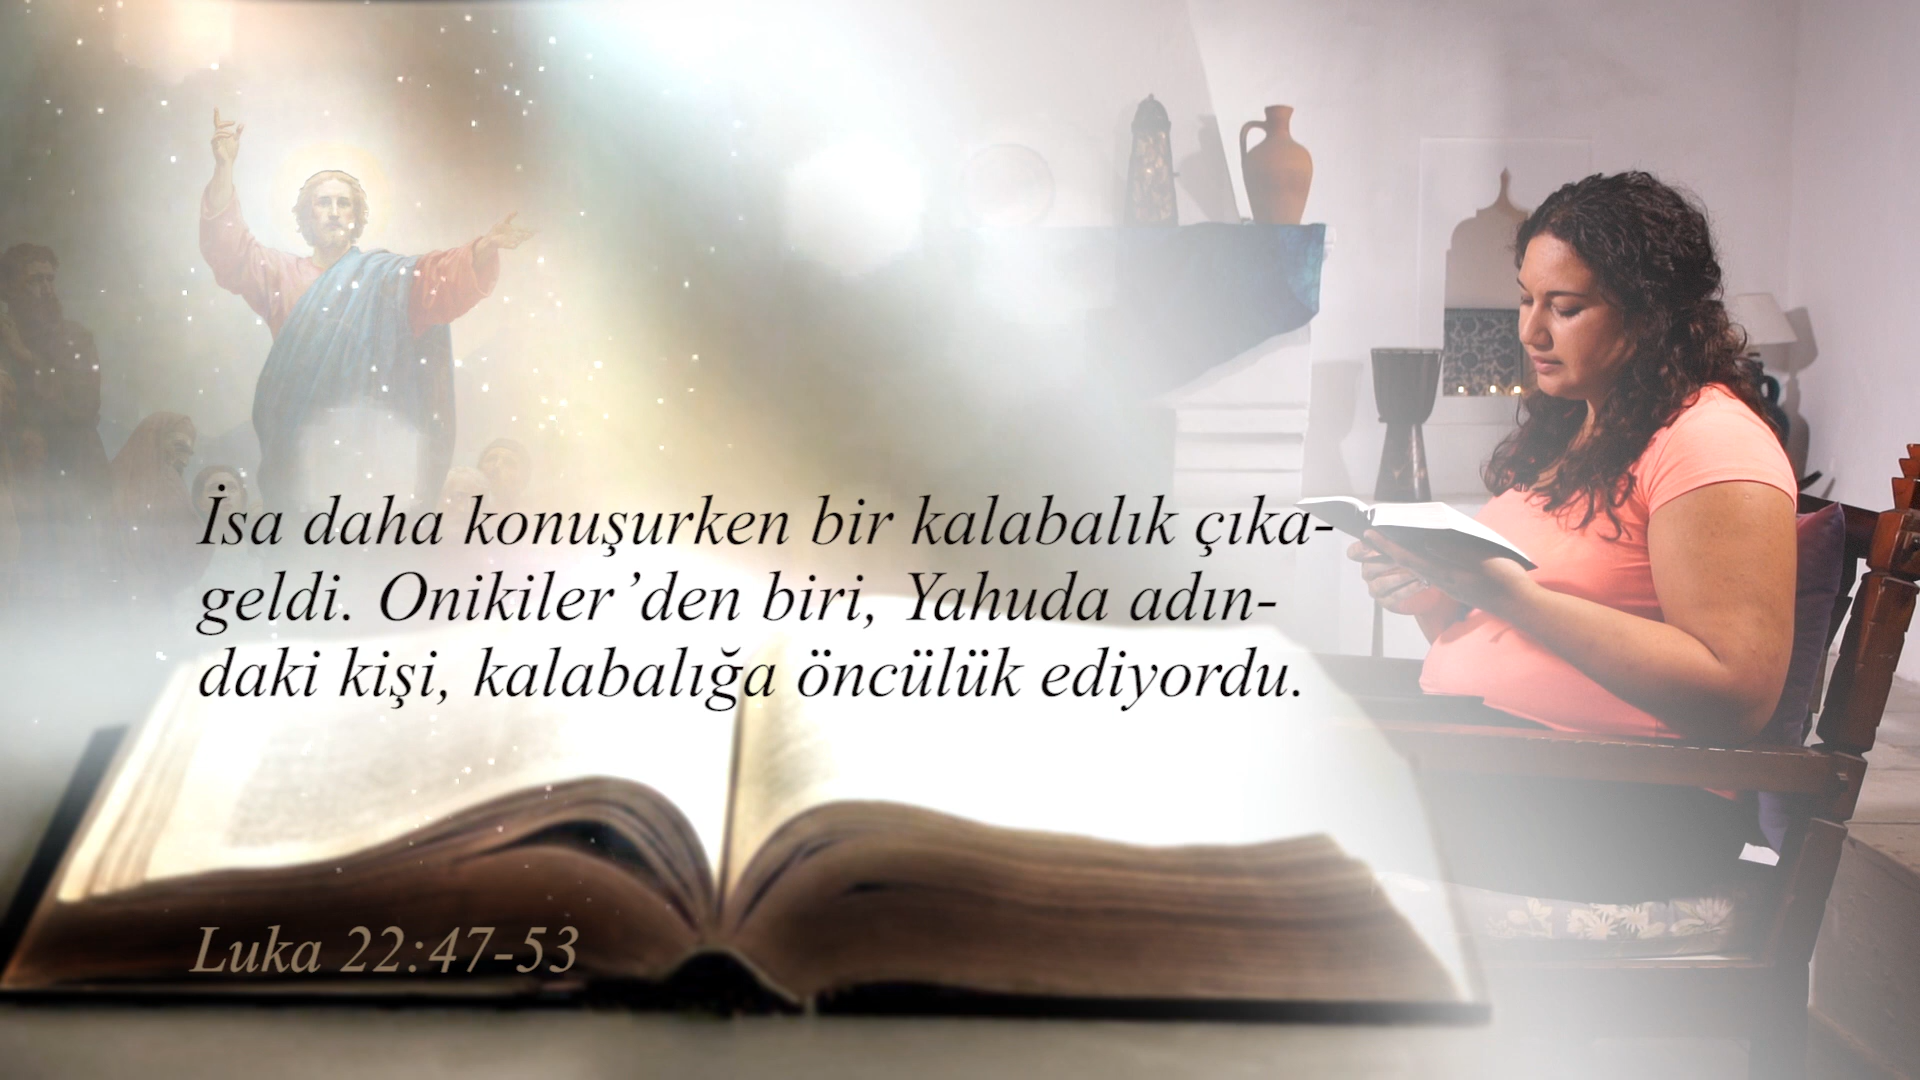 İsa daha konuşurken bir kalabalık çıka-
geldi. Onikiler’den biri, Yahuda adın-
daki kişi, kalabalığa öncülük ediyordu.
Luka 22:47-53